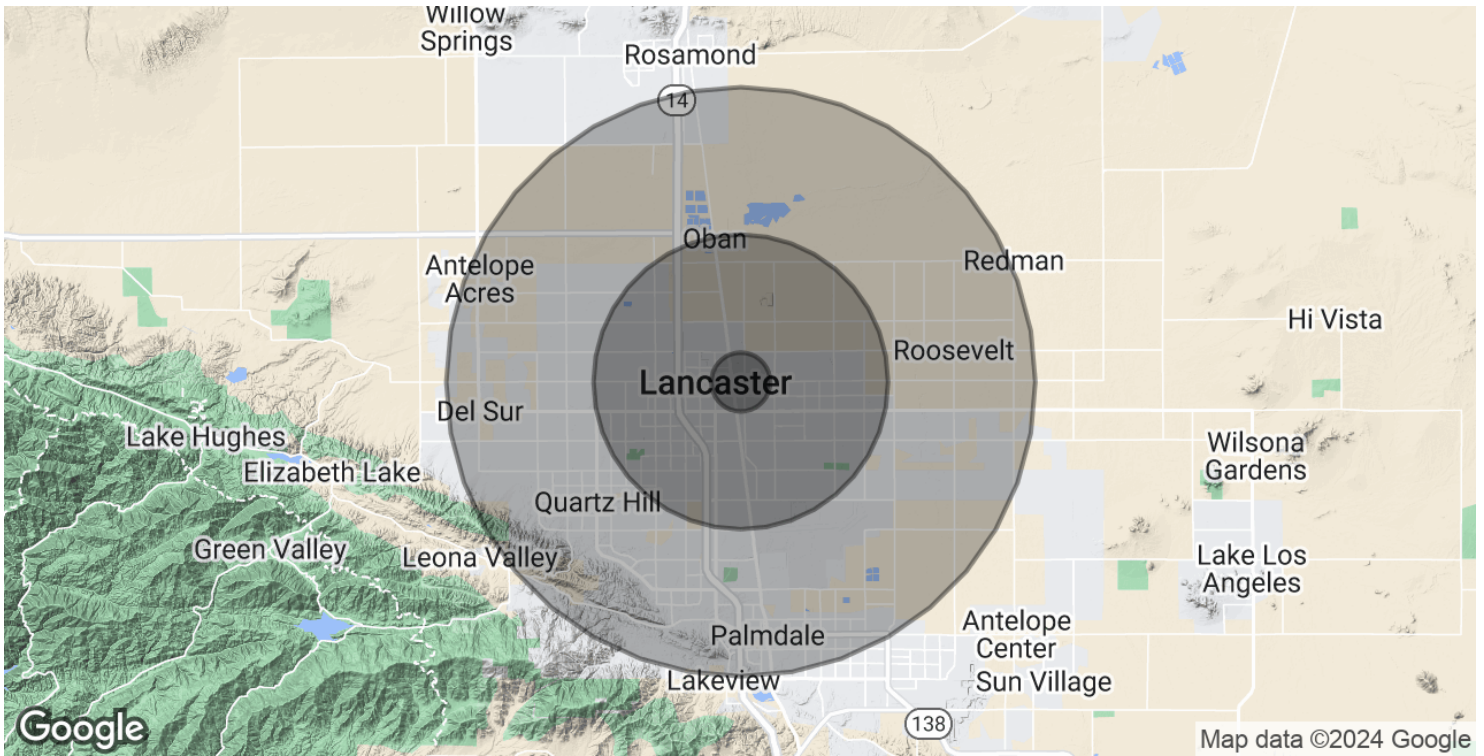 Willow
Springs
Rosamond
14
Oban
Antelope
Acres
Redman
Hi Vista
Roosevelt
Lancaster
Del Sur
Lake Hughes
Elizabeth Lake
Wilsona
Gardens
Quartz Hill
Green Valley
Leona Valley
Lake Los
Angeles
Palmdale
Antelope
Center
Lakeview
Sun Village
138
Google
Map data ©2024 Google